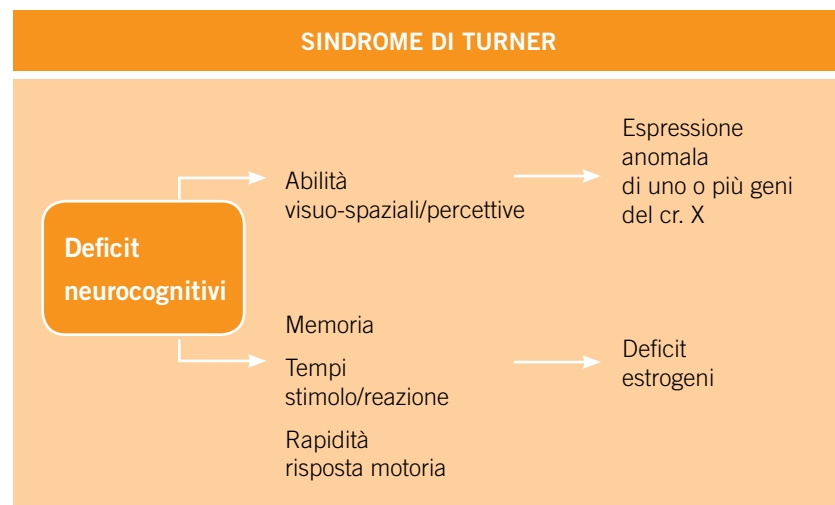 SINDROME DI TURNER
Deficit
neurocognitivi
Abilità
visuo-spaziali/percettive
Espressione
anomala
di uno o più geni
del cr. X
Memoria
Tempi
stimolo/reazione
Rapidità
risposta motoria
Deficit
estrogeni